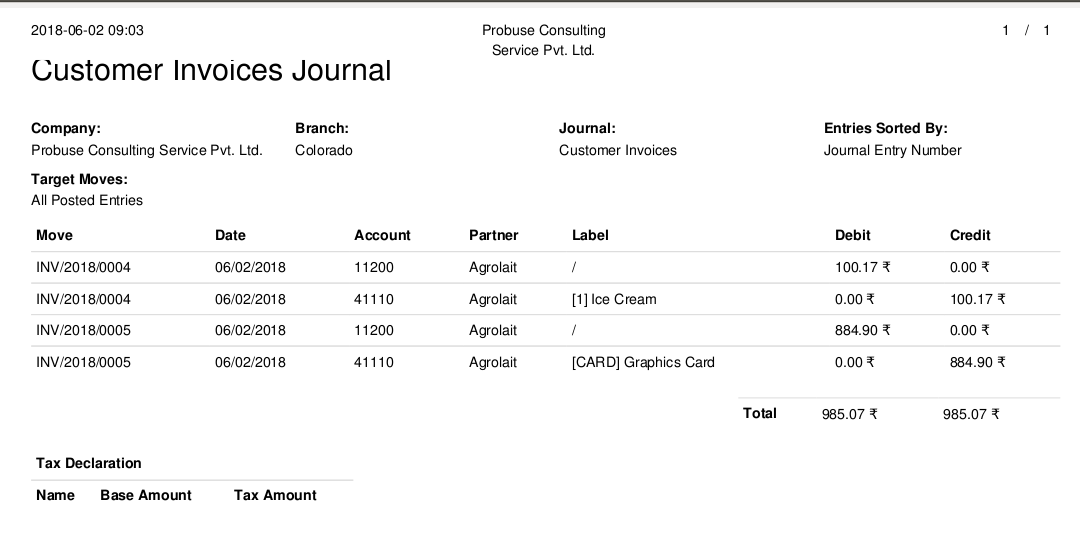 2018-06-02 09:03 Probuse Consulting Service Pvt. Ltd. 1 / 1
Customer Invoices Journal
Company: Branch: Journal: Entries Sorted By:
Probuse Consulting Service Pvt. Ltd. Colorado Customer Invoices Journal Entry Number
Target Moves:
All Posted Entries
Move Date Account Partner Label Debit Credit
INV/2018/0004 06/02/2018 11200 Agrolait / 100.17 ₹ 0.00 ₹
INV/2018/0004 06/02/2018 41110 Agrolait [1] Ice Cream 0.00 ₹ 100.17 ₹
INV/2018/0005 06/02/2018 11200 Agrolait / 884.90 ₹ 0.00 ₹
INV/2018/0005 06/02/2018 41110 Agrolait [CARD] Graphics Card 0.00 ₹ 884.90 ₹
Total 985.07 ₹ 985.07 ₹
Tax Declaration
Name Base Amount Tax Amount